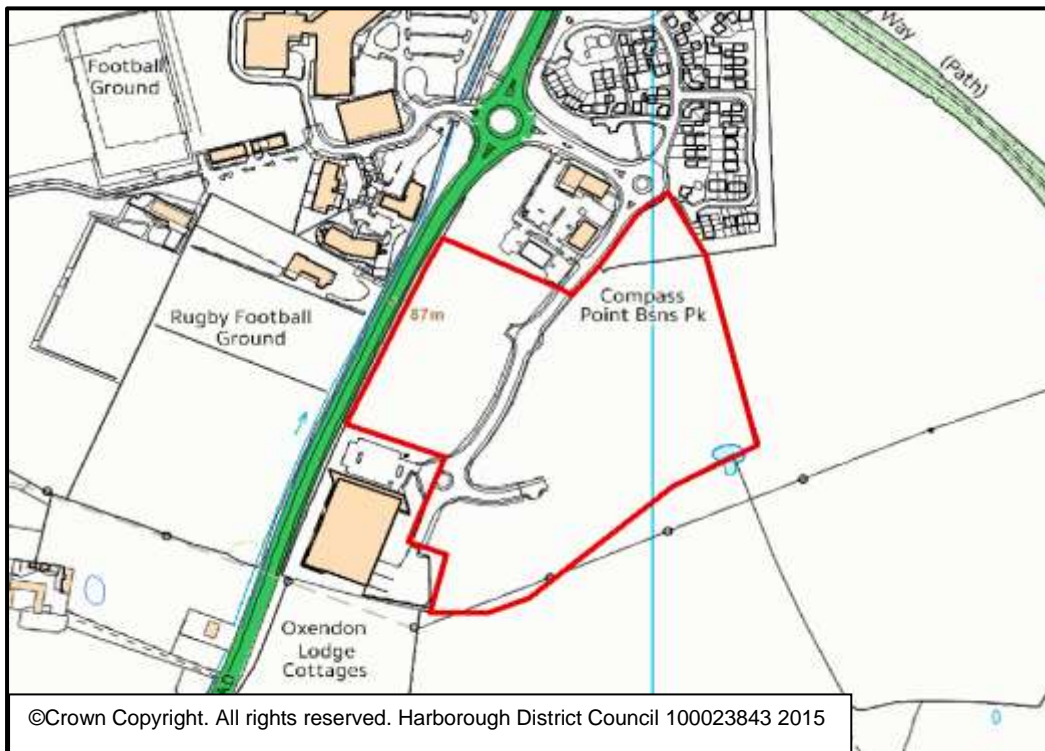 Way
(Path)
Football
Ground
Compass
Point Bsns Pk
87m
Rugby Football
Ground
Oxendon
Lodge
Cottages
©Crown Copyright. All rights reserved. Harborough District Council 100023843 2015